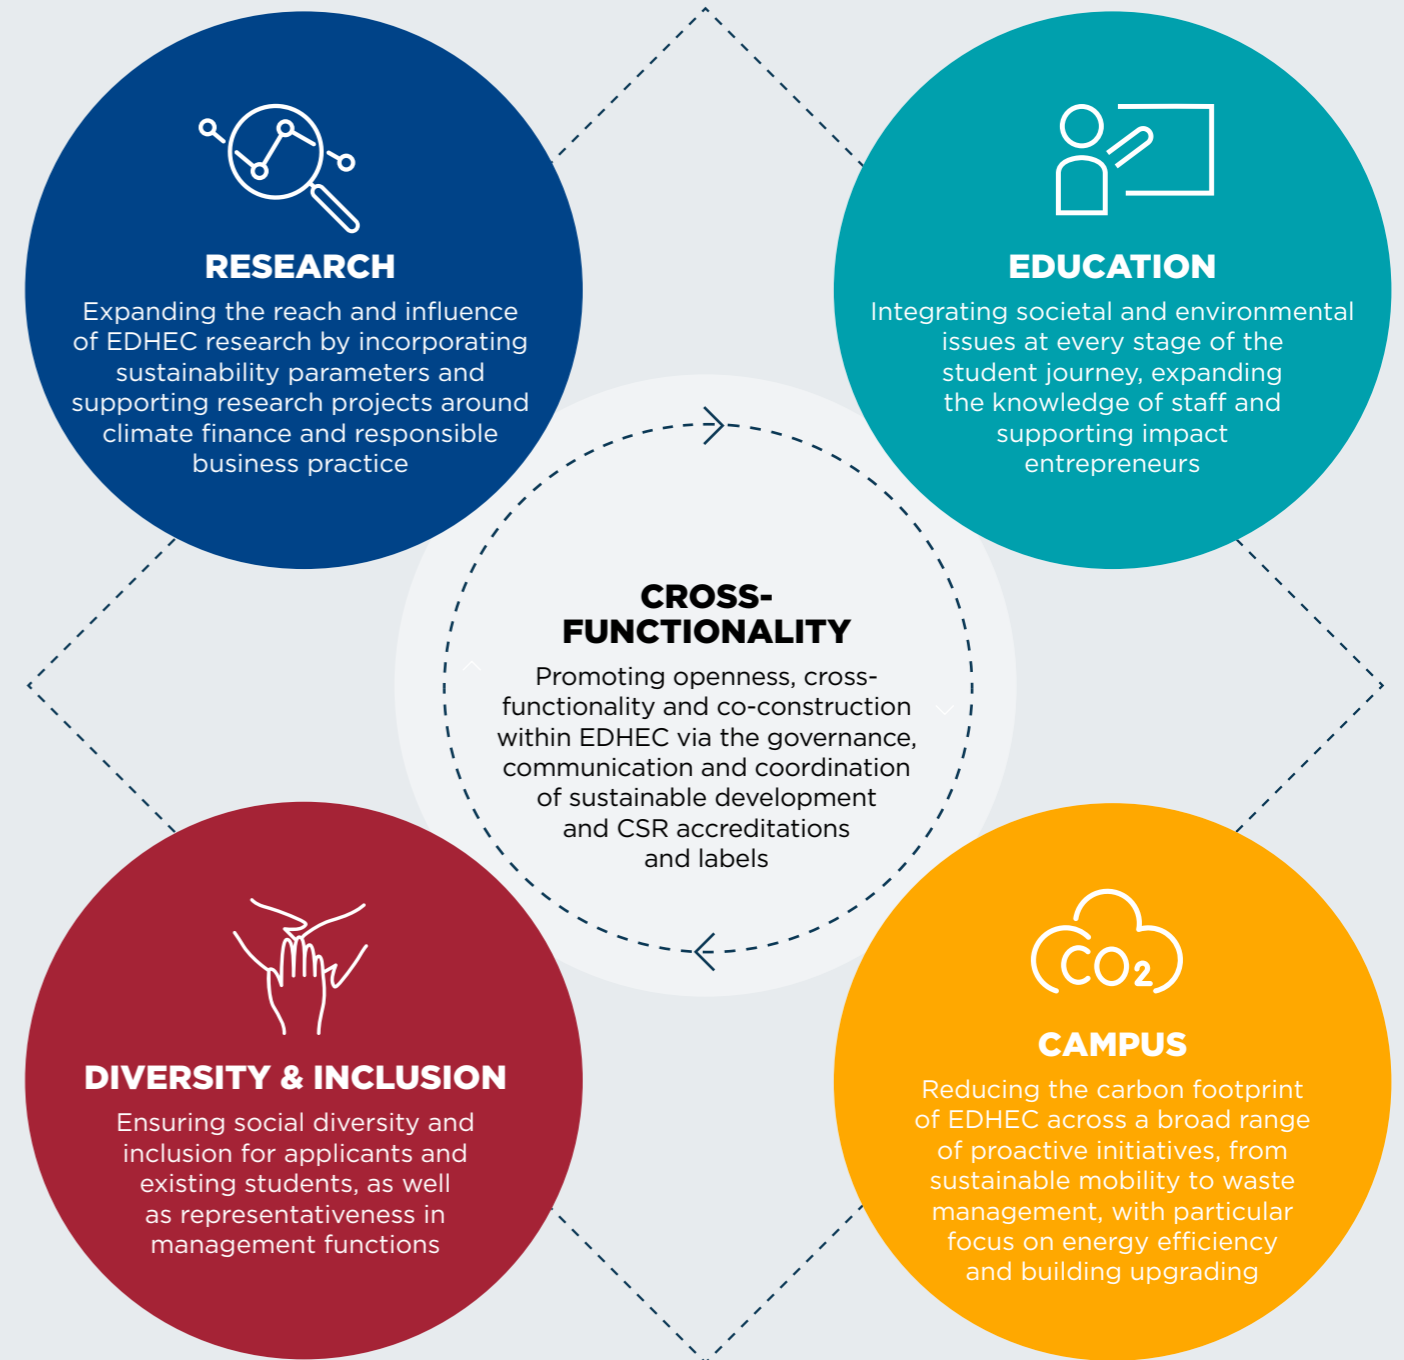 RESEARCH
Expanding the reach and influence
of EDHEC research by incorporating
sustainability parameters and
supporting research projects around
climate finance and responsible
business practice
EDUCATION
Integrating societal and environmental
issues at every stage of the
student journey, expanding
the knowledge of staff and
supporting impact
entrepreneurs
CROSS-
FUNCTIONALITY
Promoting openness, cross-
functionality and co-construction
within EDHEC via the governance,
communication and coordination
of sustainable development
and CSR accreditations
and labels
DIVERSITY & INCLUSION
Ensuring social diversity and
inclusion for applicants and
existing students, as well
as representativeness in
management functions
CO2
CAMPUS
Reducing the carbon footprint
of EDHEC across a broad range
of proactive initiatives, from
sustainable mobility to waste
management, with particular
focus on energy efficiency
and building upgrading